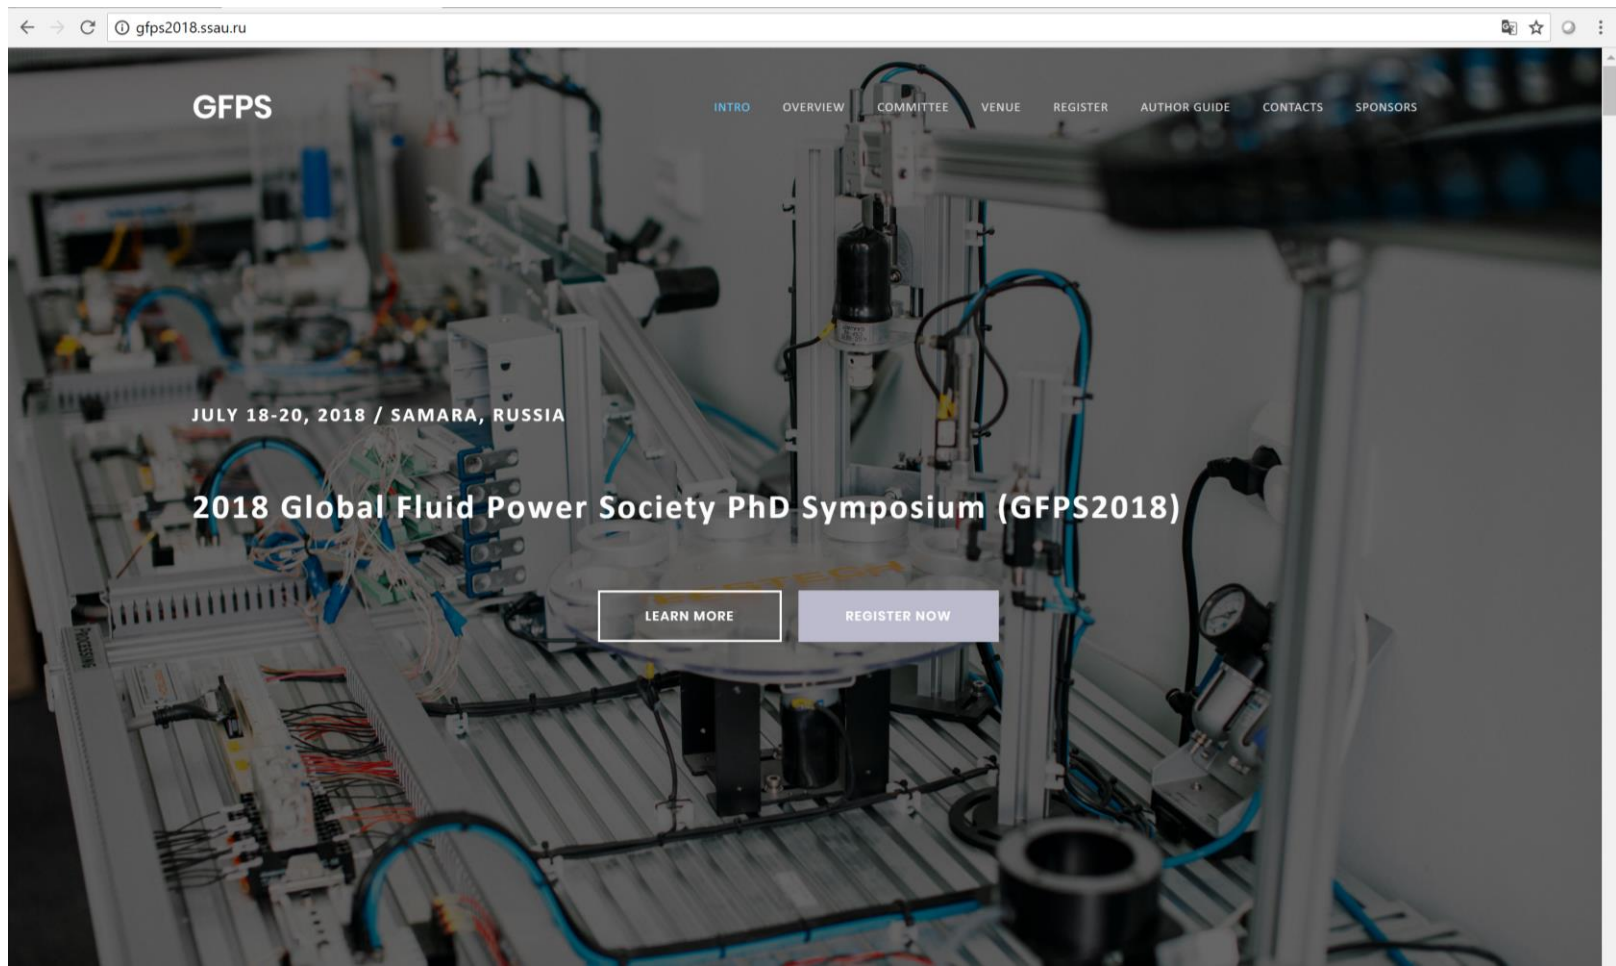 gfps2018.ssau.ru
GFPS
INTRO OVERVIEW COMMITTEE VENUE REGISTER AUTHOR GUIDE CONTACTS SPONSORS
JULY 18-20, 2018 / SAMARA, RUSSIA
2018 Global Fluid Power Society PhD Symposium (GFPS2018)
LEARN MORE REGISTER NOW
PROCESSING